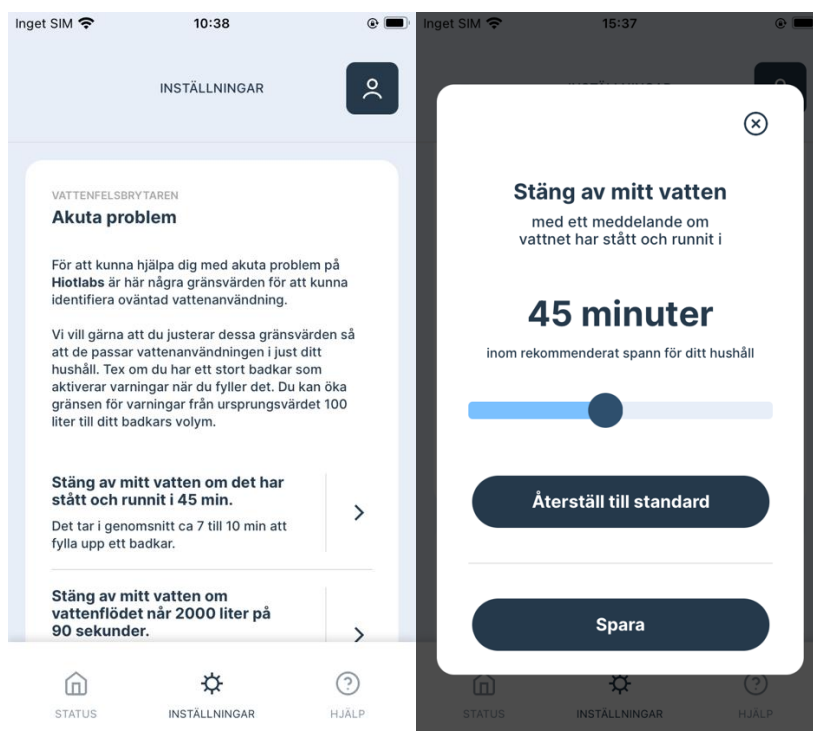 Inget SIM 10:38
INSTÄLLNINGAR
VATTENFELSBRYTAREN
Akuta problem
För att kunna hjälpa dig med akuta problem på
Hiotlabs är här några gränsvärden för att kunna
identifiera oväntad vattenanvändning.
Vi vill gärna att du justerar dessa gränsvärden så
att de passar vattenanvändningen i just ditt
hushåll. Tex om du har ett stort badkar som
aktiverar varningar när du fyller det. Du kan öka
gränsen för varningar från ursprungsvärdet 100
liter till ditt badkars volym.
Stäng av mitt vatten om det har
stått och runnit i 45 min.
Det tar i genomsnitt ca 7 till 10 min att
fylla upp ett badkar.
Stäng av mitt vatten om
vattenflödet når 2000 liter på
90 sekunder.
STATUS INSTÄLLNINGAR HJÄLP
Inget SIM 15:37
Stäng av mitt vatten
med ett meddelande om
vattnet har stått och runnit i
45 minuter
inom rekommenderat spann för ditt hushåll
Återställ till standard
Spara
STATUS INSTÄLLNINGAR HJÄLP